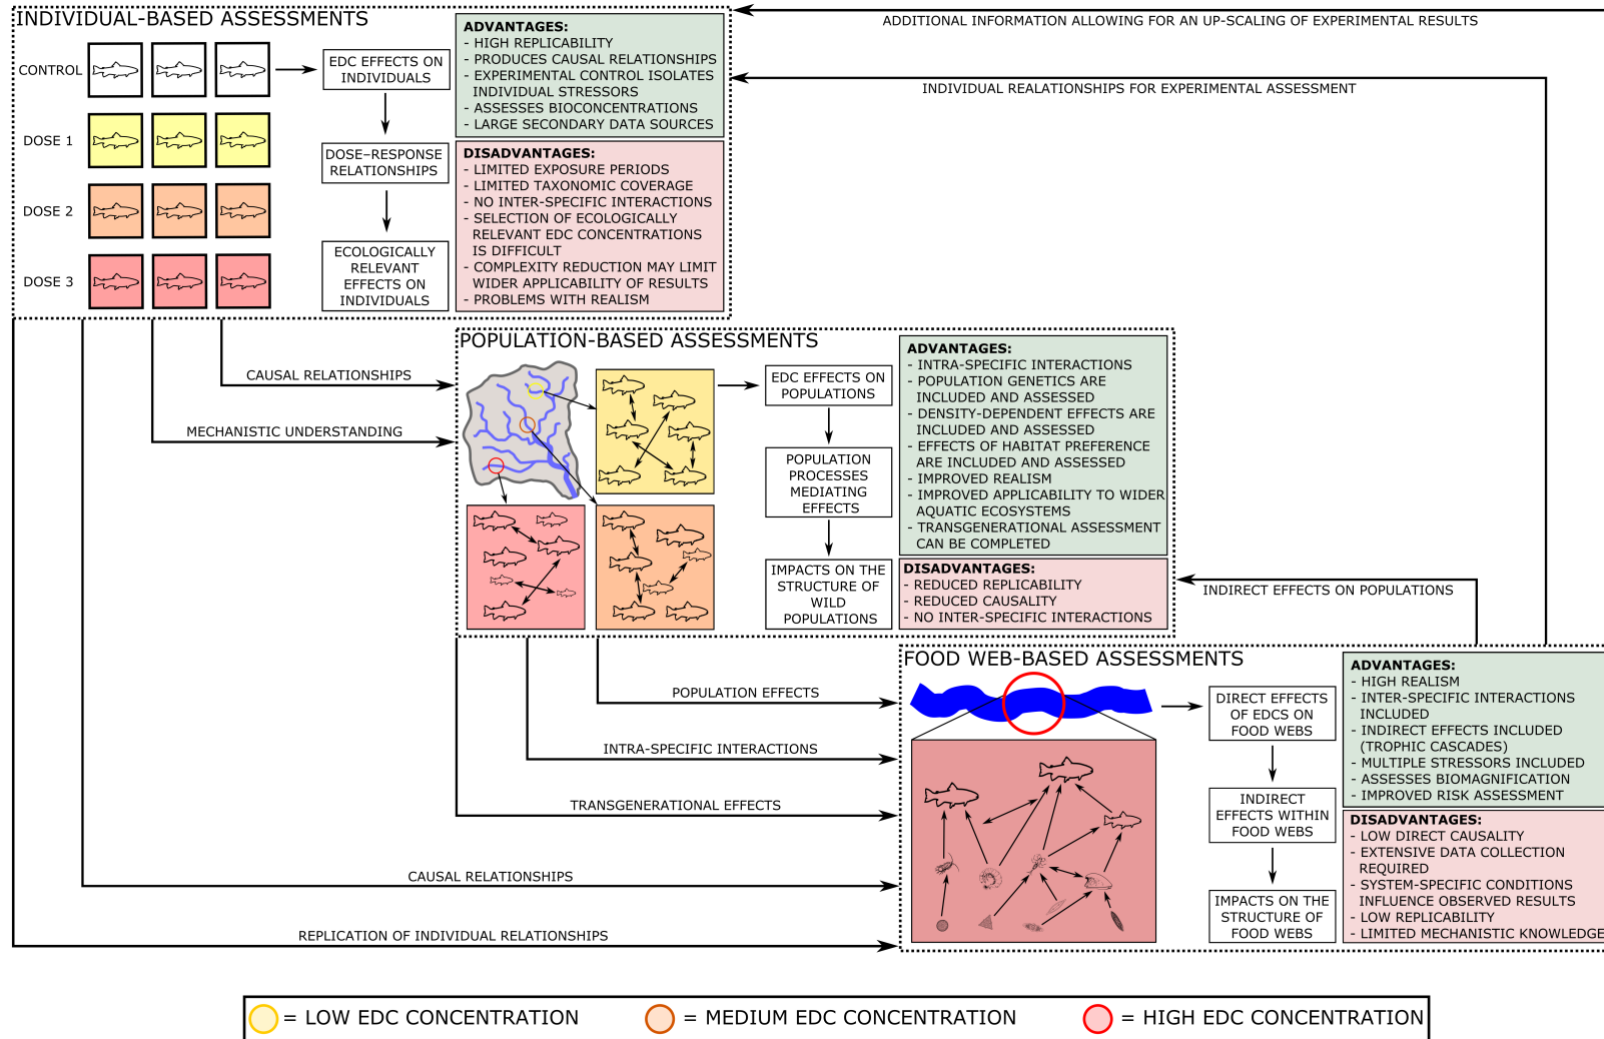 INDIVIDUAL-BASED ASSESSMENTS
CONTROL
DOSE 1
DOSE 2
DOSE 3
EDC EFFECTS ON
INDIVIDUALS
DOSE–RESPONSE
RELATIONSHIPS
ECOLOGICALLY
RELEVANT
EFFECTS ON
INDIVIDUALS
ADVANTAGES:
- HIGH REPLICABILITY
- PRODUCES CAUSAL RELATIONSHIPS
- EXPERIMENTAL CONTROL ISOLATES
INDIVIDUAL STRESSORS
- ASSESSES BIOCONCENTRATIONS
- LARGE SECONDARY DATA SOURCES
DISADVANTAGES:
- LIMITED EXPOSURE PERIODS
- LIMITED TAXONOMIC COVERAGE
- NO INTER-SPECIFIC INTERACTIONS
- SELECTION OF ECOLOGICALLY
RELEVANT EDC CONCENTRATIONS
IS DIFFICULT
- COMPLEXITY REDUCTION MAY LIMIT
WIDER APPLICABILITY OF RESULTS
- PROBLEMS WITH REALISM
ADDITIONAL INFORMATION ALLOWING FOR AN UP-SCALING OF EXPERIMENTAL RESULTS
INDIVIDUAL REALATIONSHIPS FOR EXPERIMENTAL ASSESSMENT
CAUSAL RELATIONSHIPS
MECHANISTIC UNDERSTANDING
POPULATION-BASED ASSESSMENTS
EDC EFFECTS ON
POPULATIONS
POPULATION
PROCESSES
MEDIATING
EFFECTS
IMPACTS ON THE
STRUCTURE OF
WILD
POPULATIONS
ADVANTAGES:
- INTRA-SPECIFIC INTERACTIONS
- POPULATION GENETICS ARE
INCLUDED AND ASSESSED
- DENSITY-DEPENDENT EFFECTS ARE
INCLUDED AND ASSESSED
- EFFECTS OF HABITAT PREFERENCE
ARE INCLUDED AND ASSESSED
- IMPROVED REALISM
- IMPROVED APPLICABILITY TO WIDER
AQUATIC ECOSYSTEMS
- TRANSGENERATIONAL ASSESSMENT
CAN BE COMPLETED
DISADVANTAGES:
- REDUCED REPLICABILITY
- REDUCED CAUSALITY
- NO INTER-SPECIFIC INTERACTIONS
INDIRECT EFFECTS ON POPULATIONS
POPULATION EFFECTS
INTRA-SPECIFIC INTERACTIONS
TRANSGENERATIONAL EFFECTS
CAUSAL RELATIONSHIPS
REPLICATION OF INDIVIDUAL RELATIONSHIPS
FOOD WEB-BASED ASSESSMENTS
DIRECT EFFECTS
OF EDCS ON
FOOD WEBS
INDIRECT
EFFECTS WITHIN
FOOD WEBS
IMPACTS ON THE
STRUCTURE OF
FOOD WEBS
ADVANTAGES:
- HIGH REALISM
- INTER-SPECIFIC INTERACTIONS
INCLUDED
- INDIRECT EFFECTS INCLUDED
(TROPHIC CASCADES)
- MULTIPLE STRESSORS INCLUDED
- ASSESSES BIOMAGNIFICATION
- IMPROVED RISK ASSESSMENT
DISADVANTAGES:
- LOW DIRECT CAUSALITY
- EXTENSIVE DATA COLLECTION
REQUIRED
- SYSTEM-SPECIFIC CONDITIONS
INFLUENCE OBSERVED RESULTS
- LOW REPLICABILITY
- LIMITED MECHANISTIC KNOWLEDGE
= LOW EDC CONCENTRATION
= MEDIUM EDC CONCENTRATION
= HIGH EDC CONCENTRATION